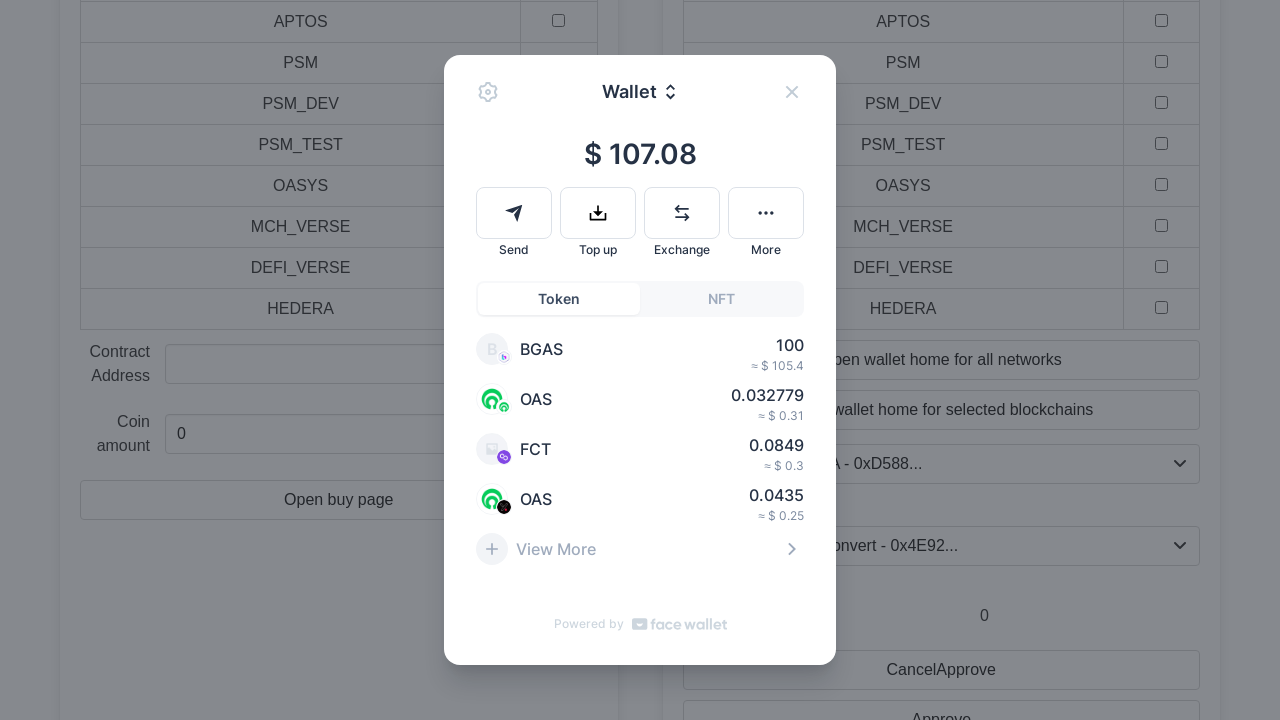 APTOS
APTOS
PSM
PSM
PSM_DEV
PSM_DEV
PSM_TEST
PSM_TEST
OASYS
OASYS
MCH_VERSE
MCH_VERSE
DEFI_VERSE
DEFI_VERSE
HEDERA
HEDERA
Contract
Address
Coin
amount
0
Open buy page
Wallet
$ 107.08
Send
Top up
Exchange
More
Token
NFT
B
BGAS
100
≈ $ 105.4
OAS
0.032779
≈ $ 0.31
FCT
0.0849
≈ $ 0.3
OAS
0.0435
≈ $ 0.25
View More
Powered by face wallet
wallet home for all networks
wallet home for selected blockchains
- 0xD588...
- 0x4E92...
0
CancelApprove
Approve